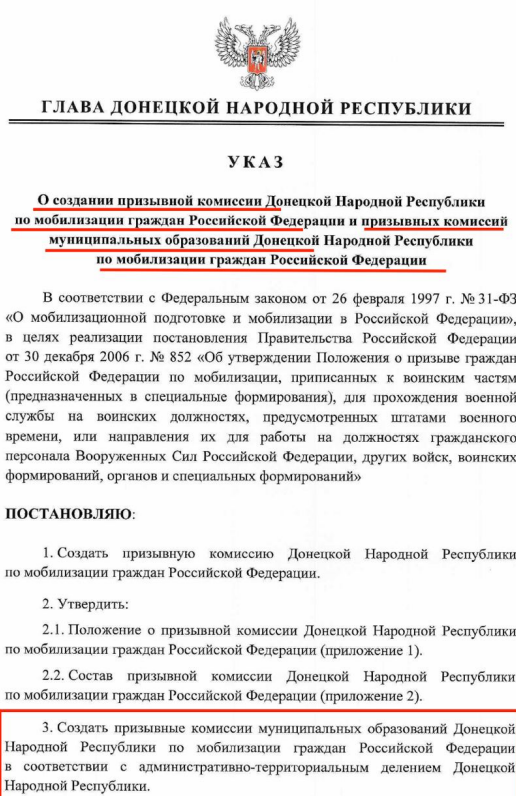 ГЛАВА ДОНЕЦКОЙ НАРОДНОЙ РЕСПУБЛИКИ
УКАЗ
О создании призывной комиссии Донецкой Народной Республики
по мобилизации граждан Российской Федерации и призывных комиссий
муниципальных образований Донецкой Народной Республики
по мобилизации граждан Российской Федерации
В соответствии с Федеральным законом от 26 февраля 1997 г. № 31-ФЗ
«О мобилизационной подготовке и мобилизации в Российской Федерации»,
в целях реализации постановления Правительства Российской Федерации
от 30 декабря 2006 г. № 852 «Об утверждении Положения о призыве граждан
Российской Федерации по мобилизации, приписанных к воинским частям
(предназначенных в специальные формирования), для прохождения военной
службы на воинских должностях, предусмотренных штатами военного
времени, или направления их для работы на должностях гражданского
персонала Вооруженных Сил Российской Федерации, других войск, воинских
формирований, органов и специальных формирований»
ПОСТАНОВЛЯЮ:
1. Создать призывную комиссию Донецкой Народной Республики
по мобилизации граждан Российской Федерации.
2. Утвердить:
2.1. Положение о призывной комиссии Донецкой Народной Республики
по мобилизации граждан Российской Федерации (приложение 1).
2.2. Состав призывной комиссии Донецкой Народной Республики
по мобилизации граждан Российской Федерации (приложение 2).
3. Создать призывные комиссии муниципальных образований Донецкой
Народной Республики по мобилизации граждан Российской Федерации
в соответствии с административно-территориальным делением Донецкой
Народной Республики.